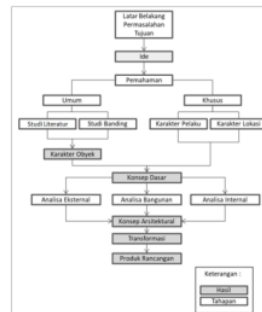 Latar Belakang
Permasalahan
Tujuan
Ide
Pemahaman
Umum
Khusus
Studi Literatur
Studi Banding
Karakter Pelaku
Karakter Lokasi
Karakter Obyek
Konsep Dasar
Analisa Eksternal
Analisa Bangunan
Analisa Internal
Konsep Arsitektural
Transformasi
Produk Rancangan
Keterangan :
Hasil
Tahapan